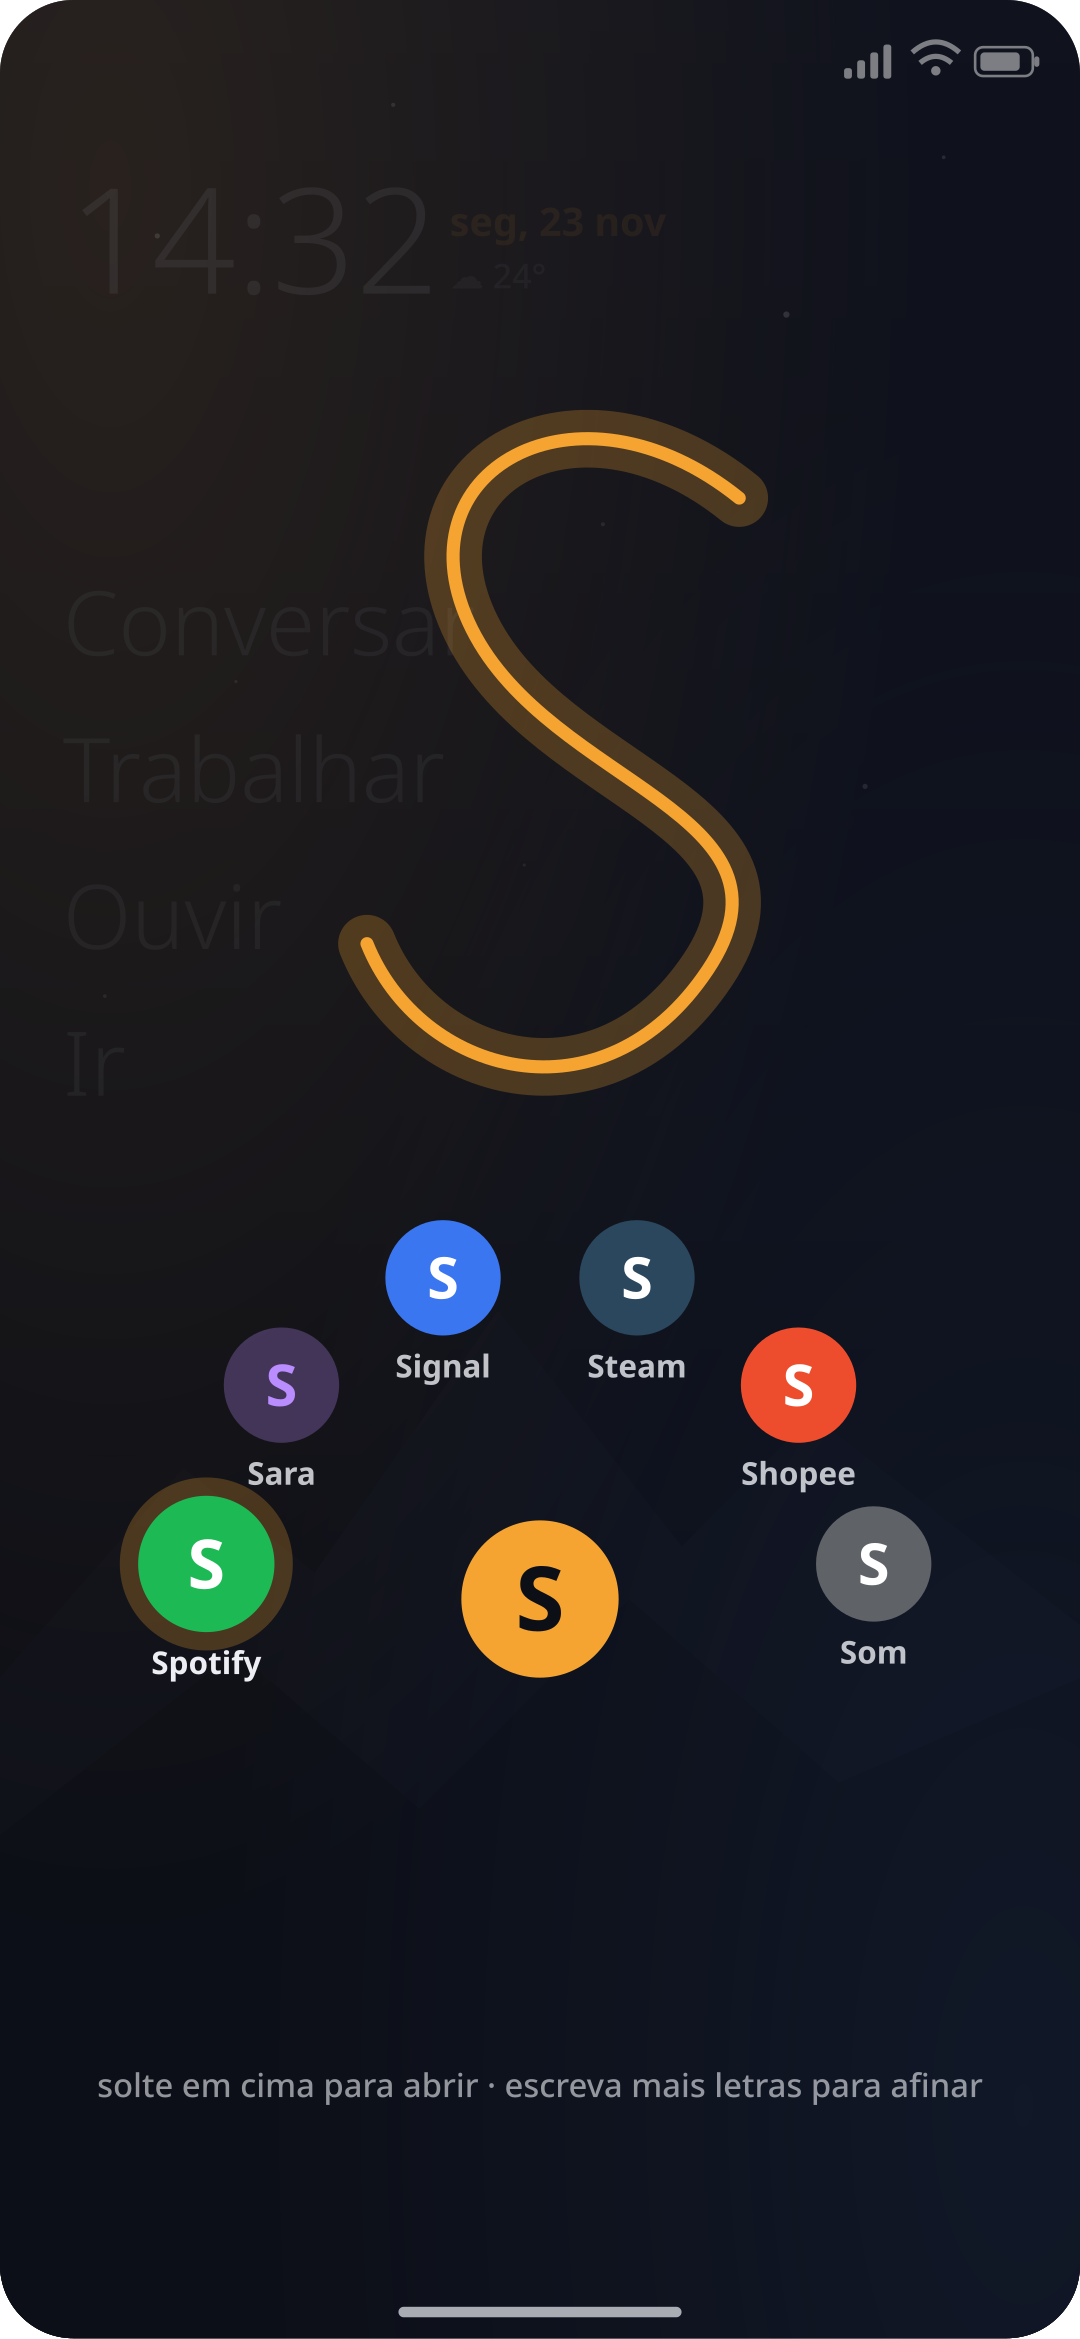 14:32
seg, 23 nov
☁ 24°
S
Conversar
Trabalhar
Ouvir
Ir
S
Signal
S
Steam
S
Sara
S
Shopee
S
Spotify
S
S
Som
solte em cima para abrir · escreva mais letras para afinar